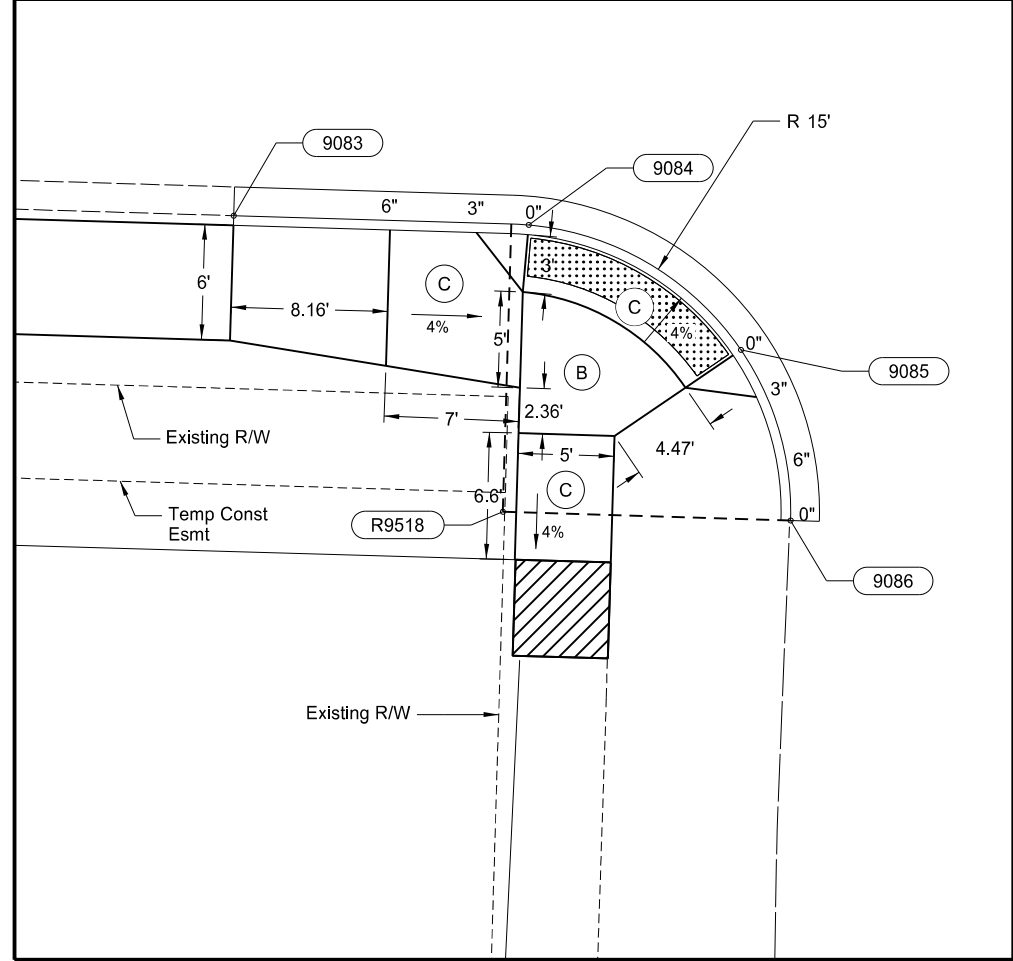 R 15'
9083
9084
6"
3"
0"
3'
C
6'
8.16'
4%
5'
C
4%
0"
9085
B
3"
7'
2.36'
Existing R/W
4.47'
5'
6"
6.6'
C
Temp Const
Esmt
R9518
4%
0"
9086
Existing R/W